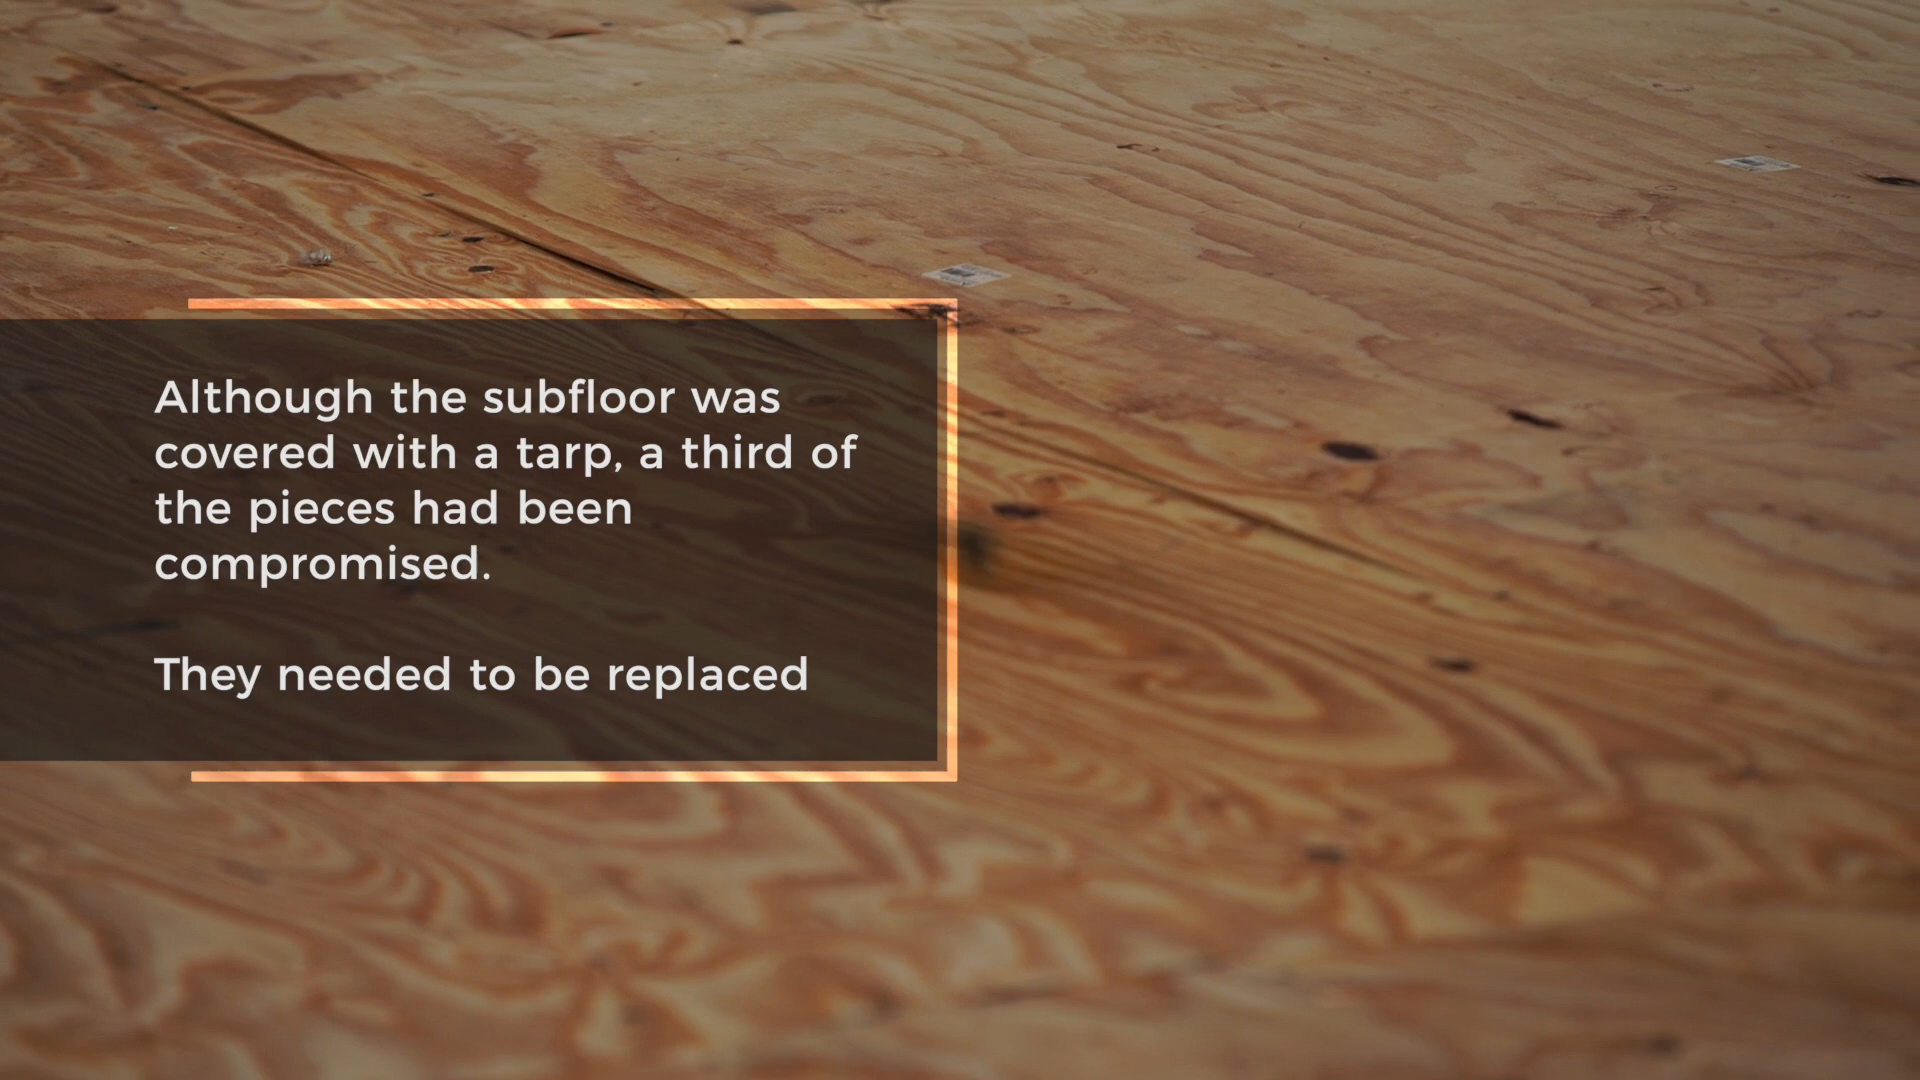 Although the subfloor was
covered with a tarp, a third of
the pieces had been
compromised.
They needed to be replaced